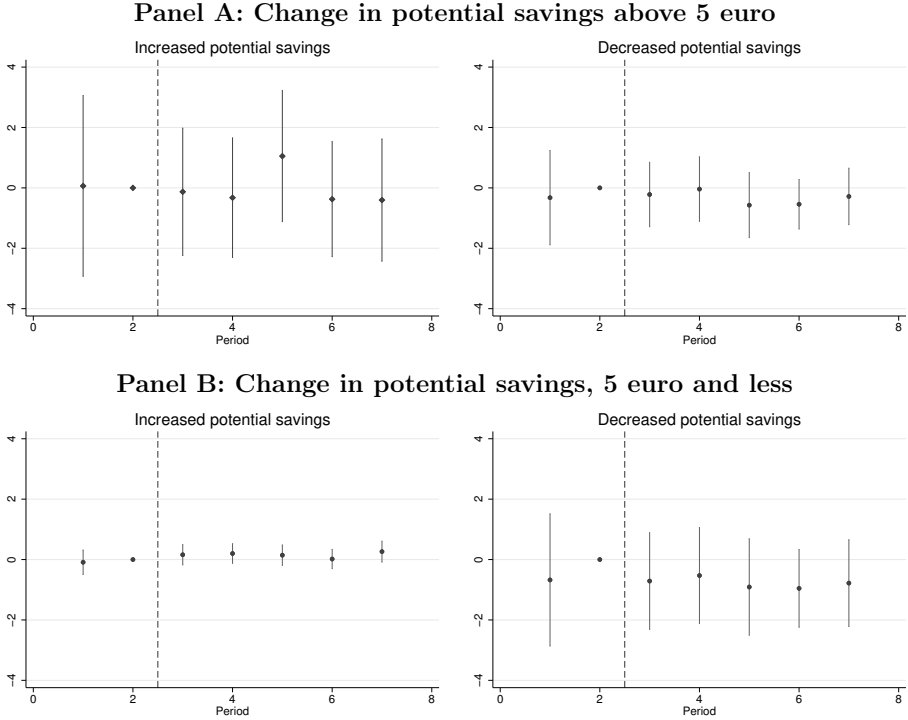 Panel A: Change in potential savings above 5 euro
Increased potential savings
4
2
0
−2
−4
0 2 4 6 8
Period
Decreased potential savings
4
2
0
−2
−4
0 2 4 6 8
Period
Panel B: Change in potential savings, 5 euro and less
Increased potential savings
4
2
0
−2
−4
0 2 4 6 8
Period
Decreased potential savings
4
2
0
−2
−4
0 2 4 6 8
Period